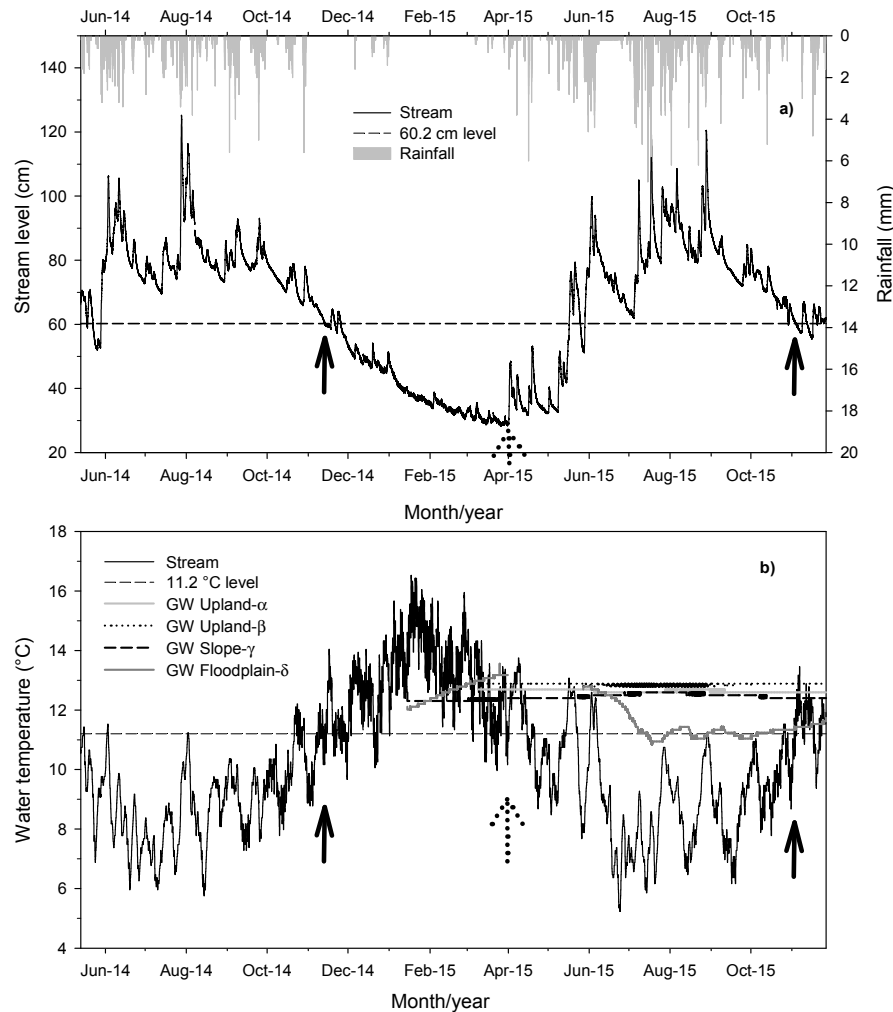 Jun-14 Aug-14 Oct-14 Dec-14 Feb-15 Apr-15 Jun-15 Aug-15 Oct-15
Stream level (cm)
140
120
100
80
60
40
20
Stream
60.2 cm level
Rainfall
a)
0
2
4
6
8
10
12
14
16
18
20
Rainfall (mm)
Jun-14 Aug-14 Oct-14 Dec-14 Feb-15 Apr-15 Jun-15 Aug-15 Oct-15
Month/year
Water temperature (°C)
18
16
14
12
10
8
6
4
Stream
11.2 °C level
GW Upland-α
GW Upland-β
GW Slope-γ
GW Floodplain-δ
b)
Jun-14 Aug-14 Oct-14 Dec-14 Feb-15 Apr-15 Jun-15 Aug-15 Oct-15
Month/year